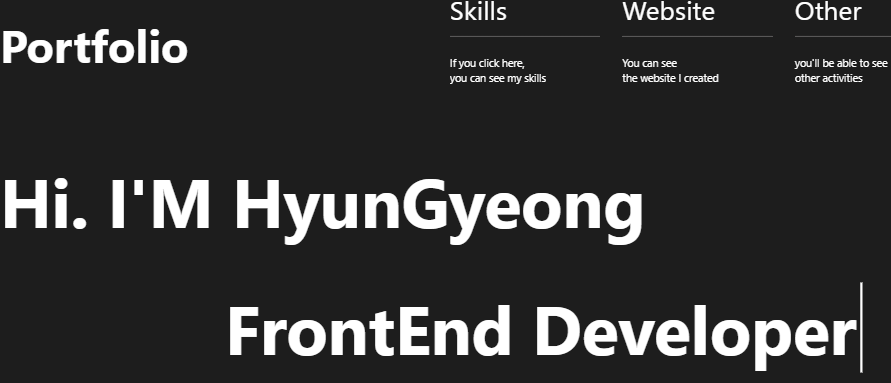 Portfolio
Skills
If you click here,
you can see my skills
Website
You can see
the website I created
Other
you'll be able to see
other activities
Hi. I'M HyunGyeong
FrontEnd Developer